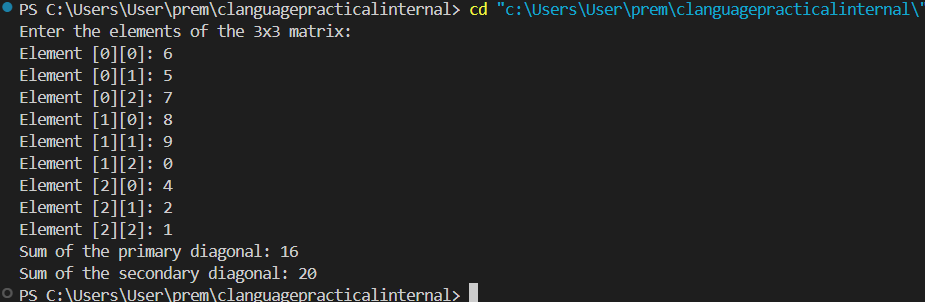 PS C:\Users\User\prem\clanguagepracticalinternal> cd "c:\Users\User\prem\clanguagepracticalinternal\"
Enter the elements of the 3x3 matrix:
Element [0][0]: 6
Element [0][1]: 5
Element [0][2]: 7
Element [1][0]: 8
Element [1][1]: 9
Element [1][2]: 0
Element [2][0]: 4
Element [2][1]: 2
Element [2][2]: 1
Sum of the primary diagonal: 16
Sum of the secondary diagonal: 20
PS C:\Users\User\prem\clanguagepracticalinternal>